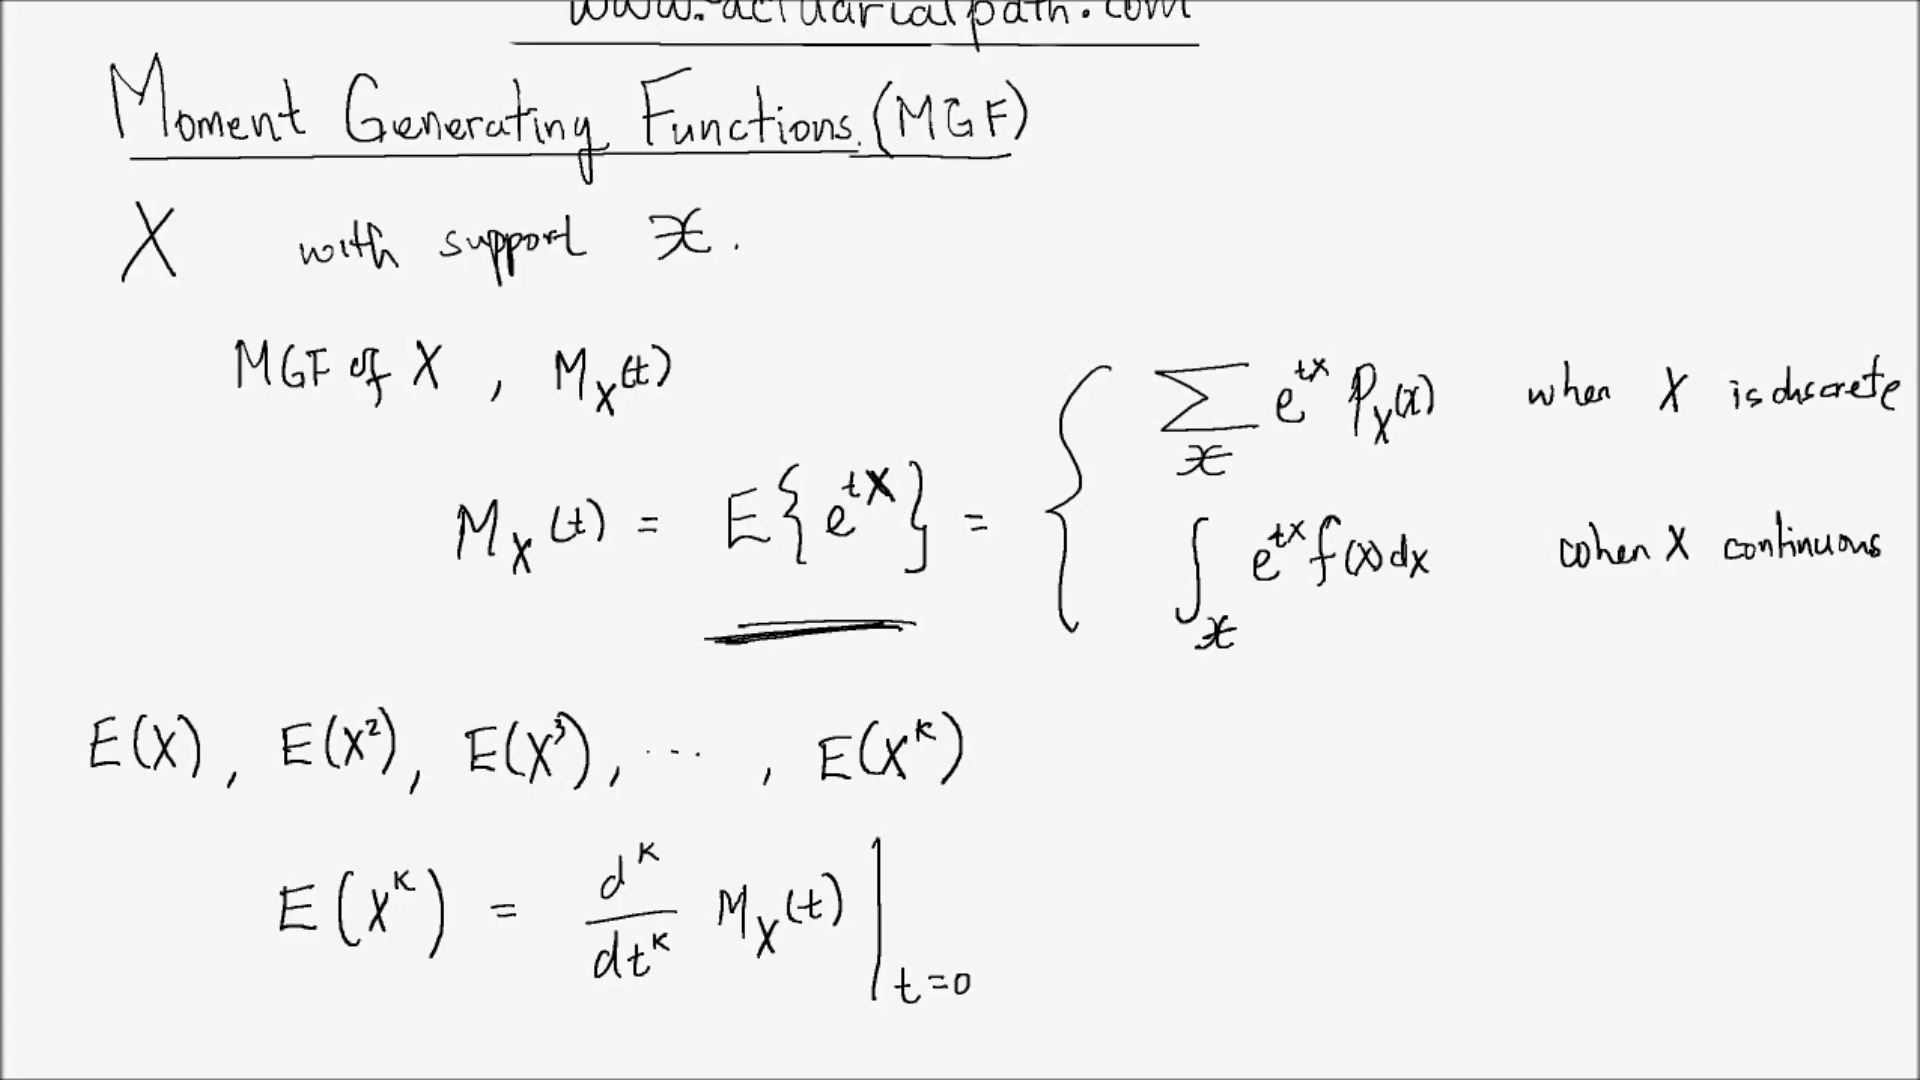 www.actuarialpath.com
Moment Generating Functions. (MGF)
X with support 𝒳.
MGF of X , M_X(t)
M_X(t) = E{e^{tX}} = { ∑_𝒳 e^{tx} P_X(x) when X is discrete
∫_𝒳 e^{tx} f(x) dx when X continuous
E(X), E(X²), E(X³), ... , E(X^K)
E(X^K) = d^K/dt^K M_X(t) |_{t=0}